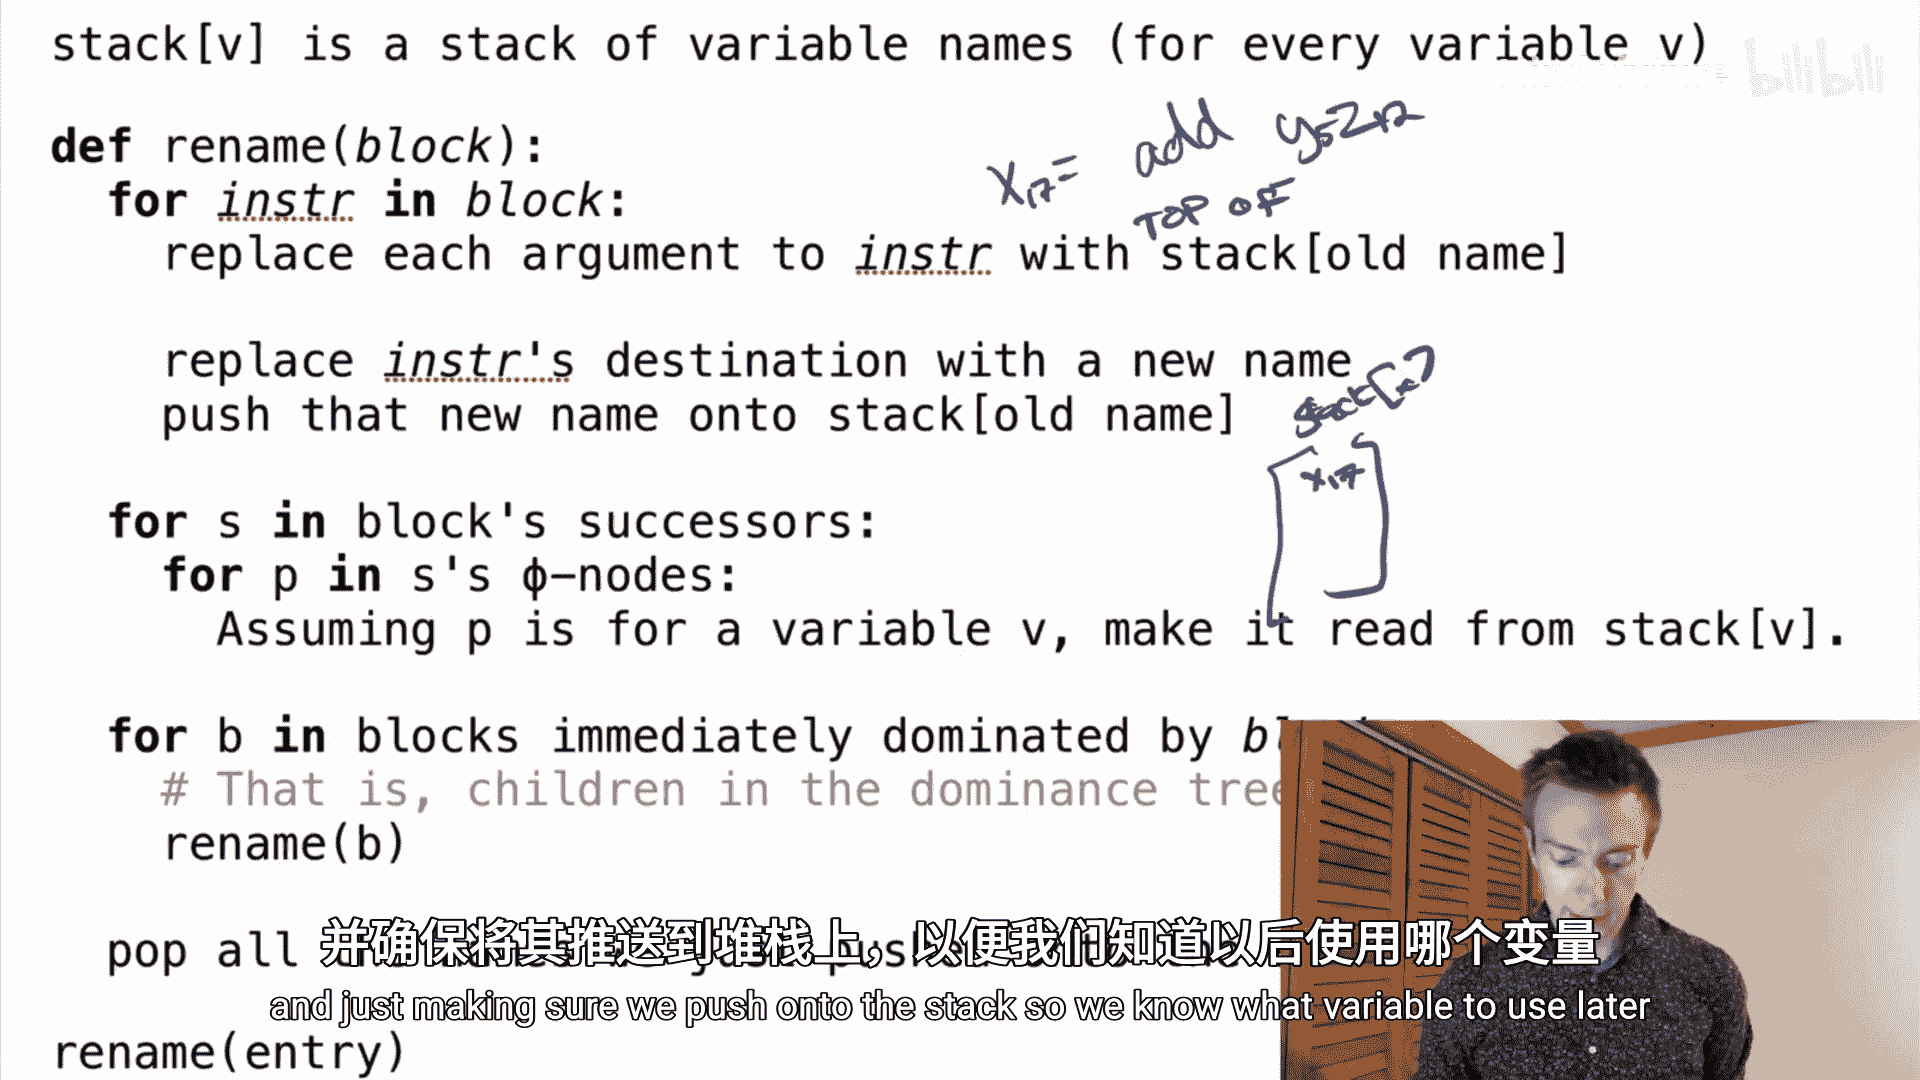 stack[v] is a stack of variable names (for every variable v)
bilibili
def rename(block):
x17= add y5 z42
for instr in block:
TOP OF
replace each argument to instr with stack[old name]
replace instr's destination with a new name
stack[x]
push that new name onto stack[old name]
x17
for s in block's successors:
for p in s's ϕ-nodes:
Assuming p is for a variable v, make it read from stack[v].
for b in blocks immediately dominated by
# That is, children in the dominance tree
rename(b)
pop all
并确保将其推送到堆栈上，以便我们知道以后使用哪个变量
and just making sure we push onto the stack so we know what variable to use later
rename(entry)